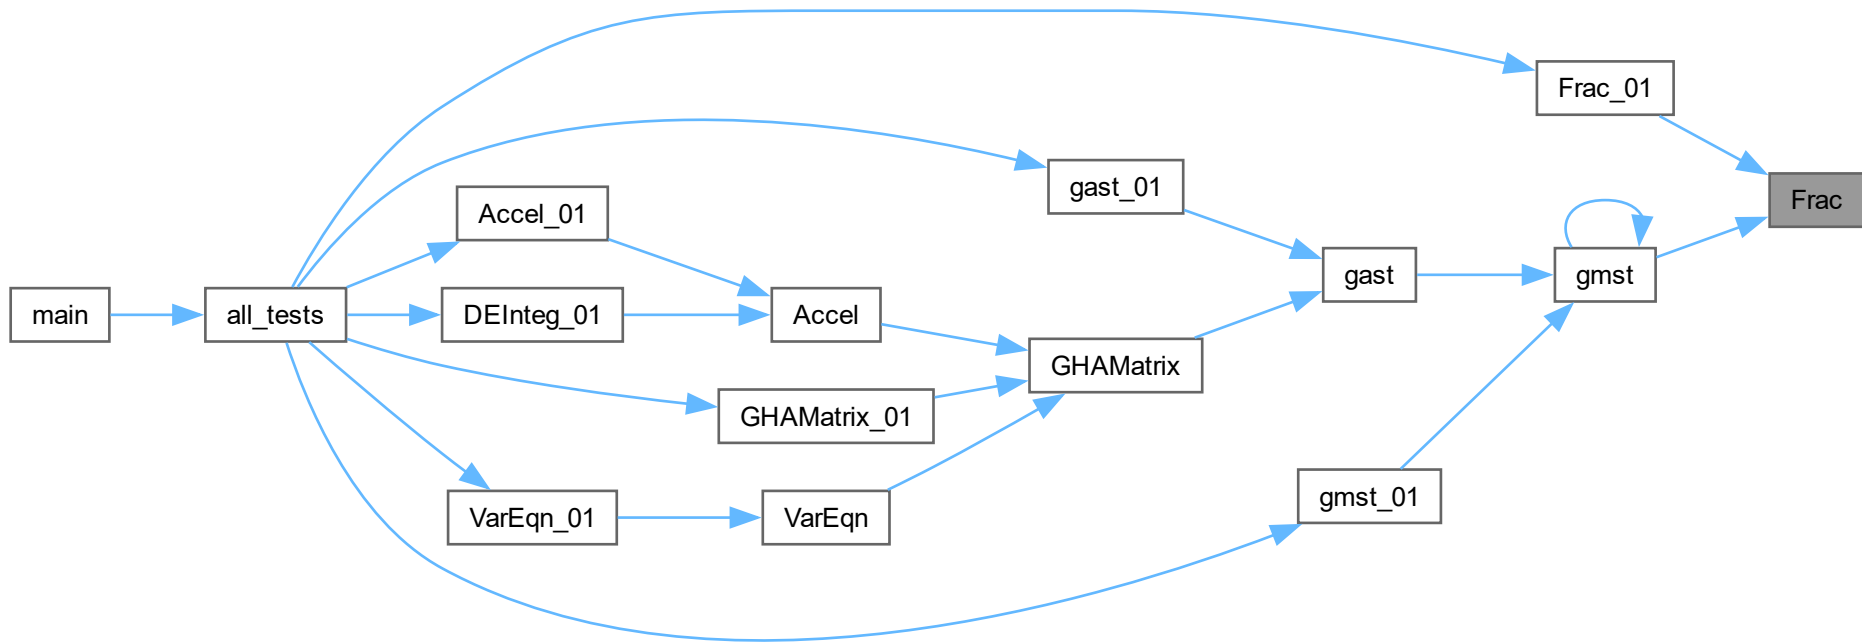 Frac_01
gast_01
Frac
Accel_01
gast
gmst
main
all_tests
DEInteg_01
Accel
GHAMatrix
GHAMatrix_01
gmst_01
VarEqn_01
VarEqn